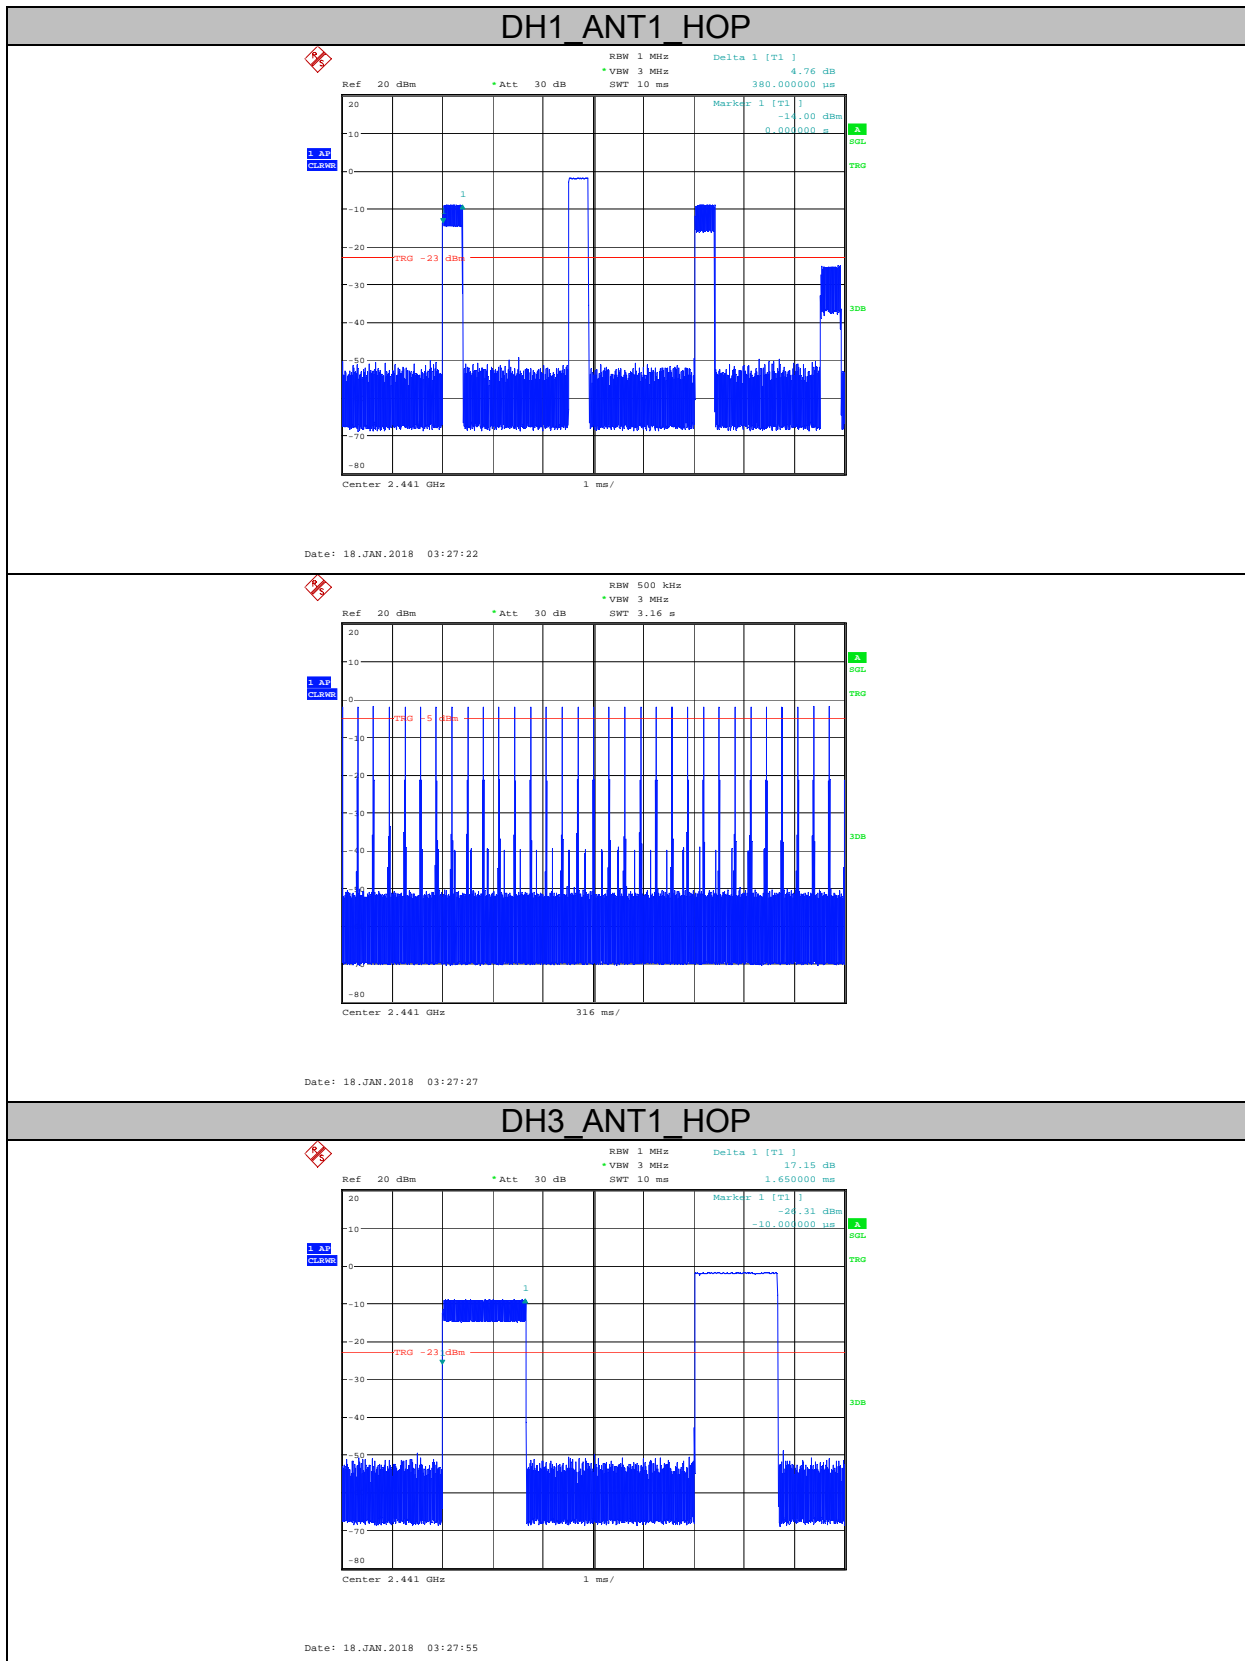 DH1_ANT1_HOP
R S
RBW 1 MHz Delta 1 [T1 ]
* VBW 3 MHz 4.76 dB
Ref 20 dBm * Att 30 dB SWT 10 ms 380.000000 µs
20 Marker 1 [T1 ]
-14.00 dBm
0.000000 s A
10
SGL
1 AP
CLRWR
TRG
0
1
-10
-20
TRG -23 dBm
-30
3DB
-40
-50
-70
-80
Center 2.441 GHz 1 ms/
Date: 18.JAN.2018 03:27:22
R S
RBW 500 kHz
* VBW 3 MHz
Ref 20 dBm * Att 30 dB SWT 3.16 s
20
A
10
SGL
1 AP
CLRWR
TRG
0
TRG -5 dBm
-10
-20
-30
3DB
-40
-50
-70
-80
Center 2.441 GHz 316 ms/
Date: 18.JAN.2018 03:27:27
DH3_ANT1_HOP
R S
RBW 1 MHz Delta 1 [T1 ]
* VBW 3 MHz 17.15 dB
Ref 20 dBm * Att 30 dB SWT 10 ms 1.650000 ms
20 Marker 1 [T1 ]
-26.31 dBm
-10.000000 µs A
10
SGL
1 AP
CLRWR
TRG
0
1
-10
-20
TRG -23 dBm
-30
3DB
-40
-50
-70
-80
Center 2.441 GHz 1 ms/
Date: 18.JAN.2018 03:27:55